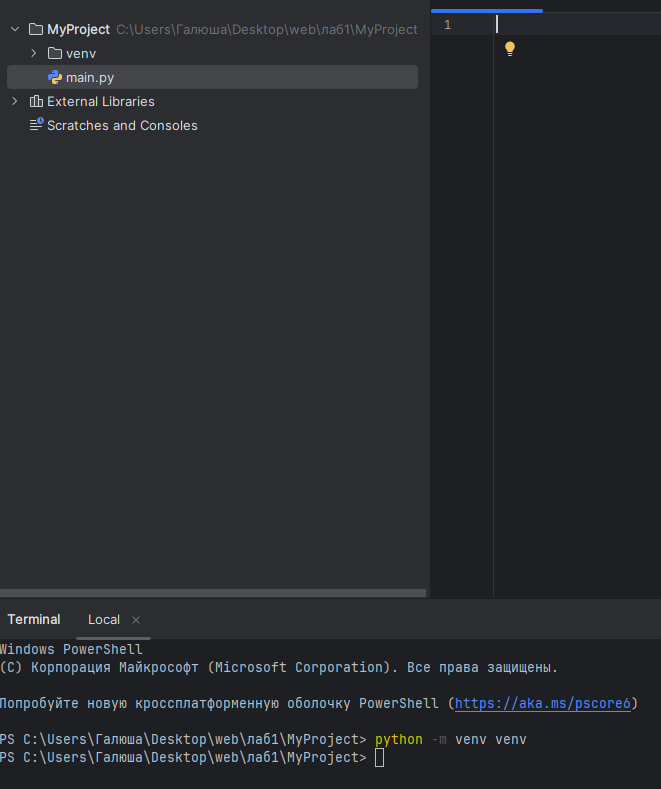 MyProject C:\Users\Галюша\Desktop\web\лаб1\MyProject
venv
main.py
External Libraries
Scratches and Consoles
1
Terminal Local ×
Windows PowerShell
(C) Корпорация Майкрософт (Microsoft Corporation). Все права защищены.
Попробуйте новую кроссплатформенную оболочку PowerShell (https://aka.ms/pscore6)
PS C:\Users\Галюша\Desktop\web\лаб1\MyProject> python -m venv venv
PS C:\Users\Галюша\Desktop\web\лаб1\MyProject>